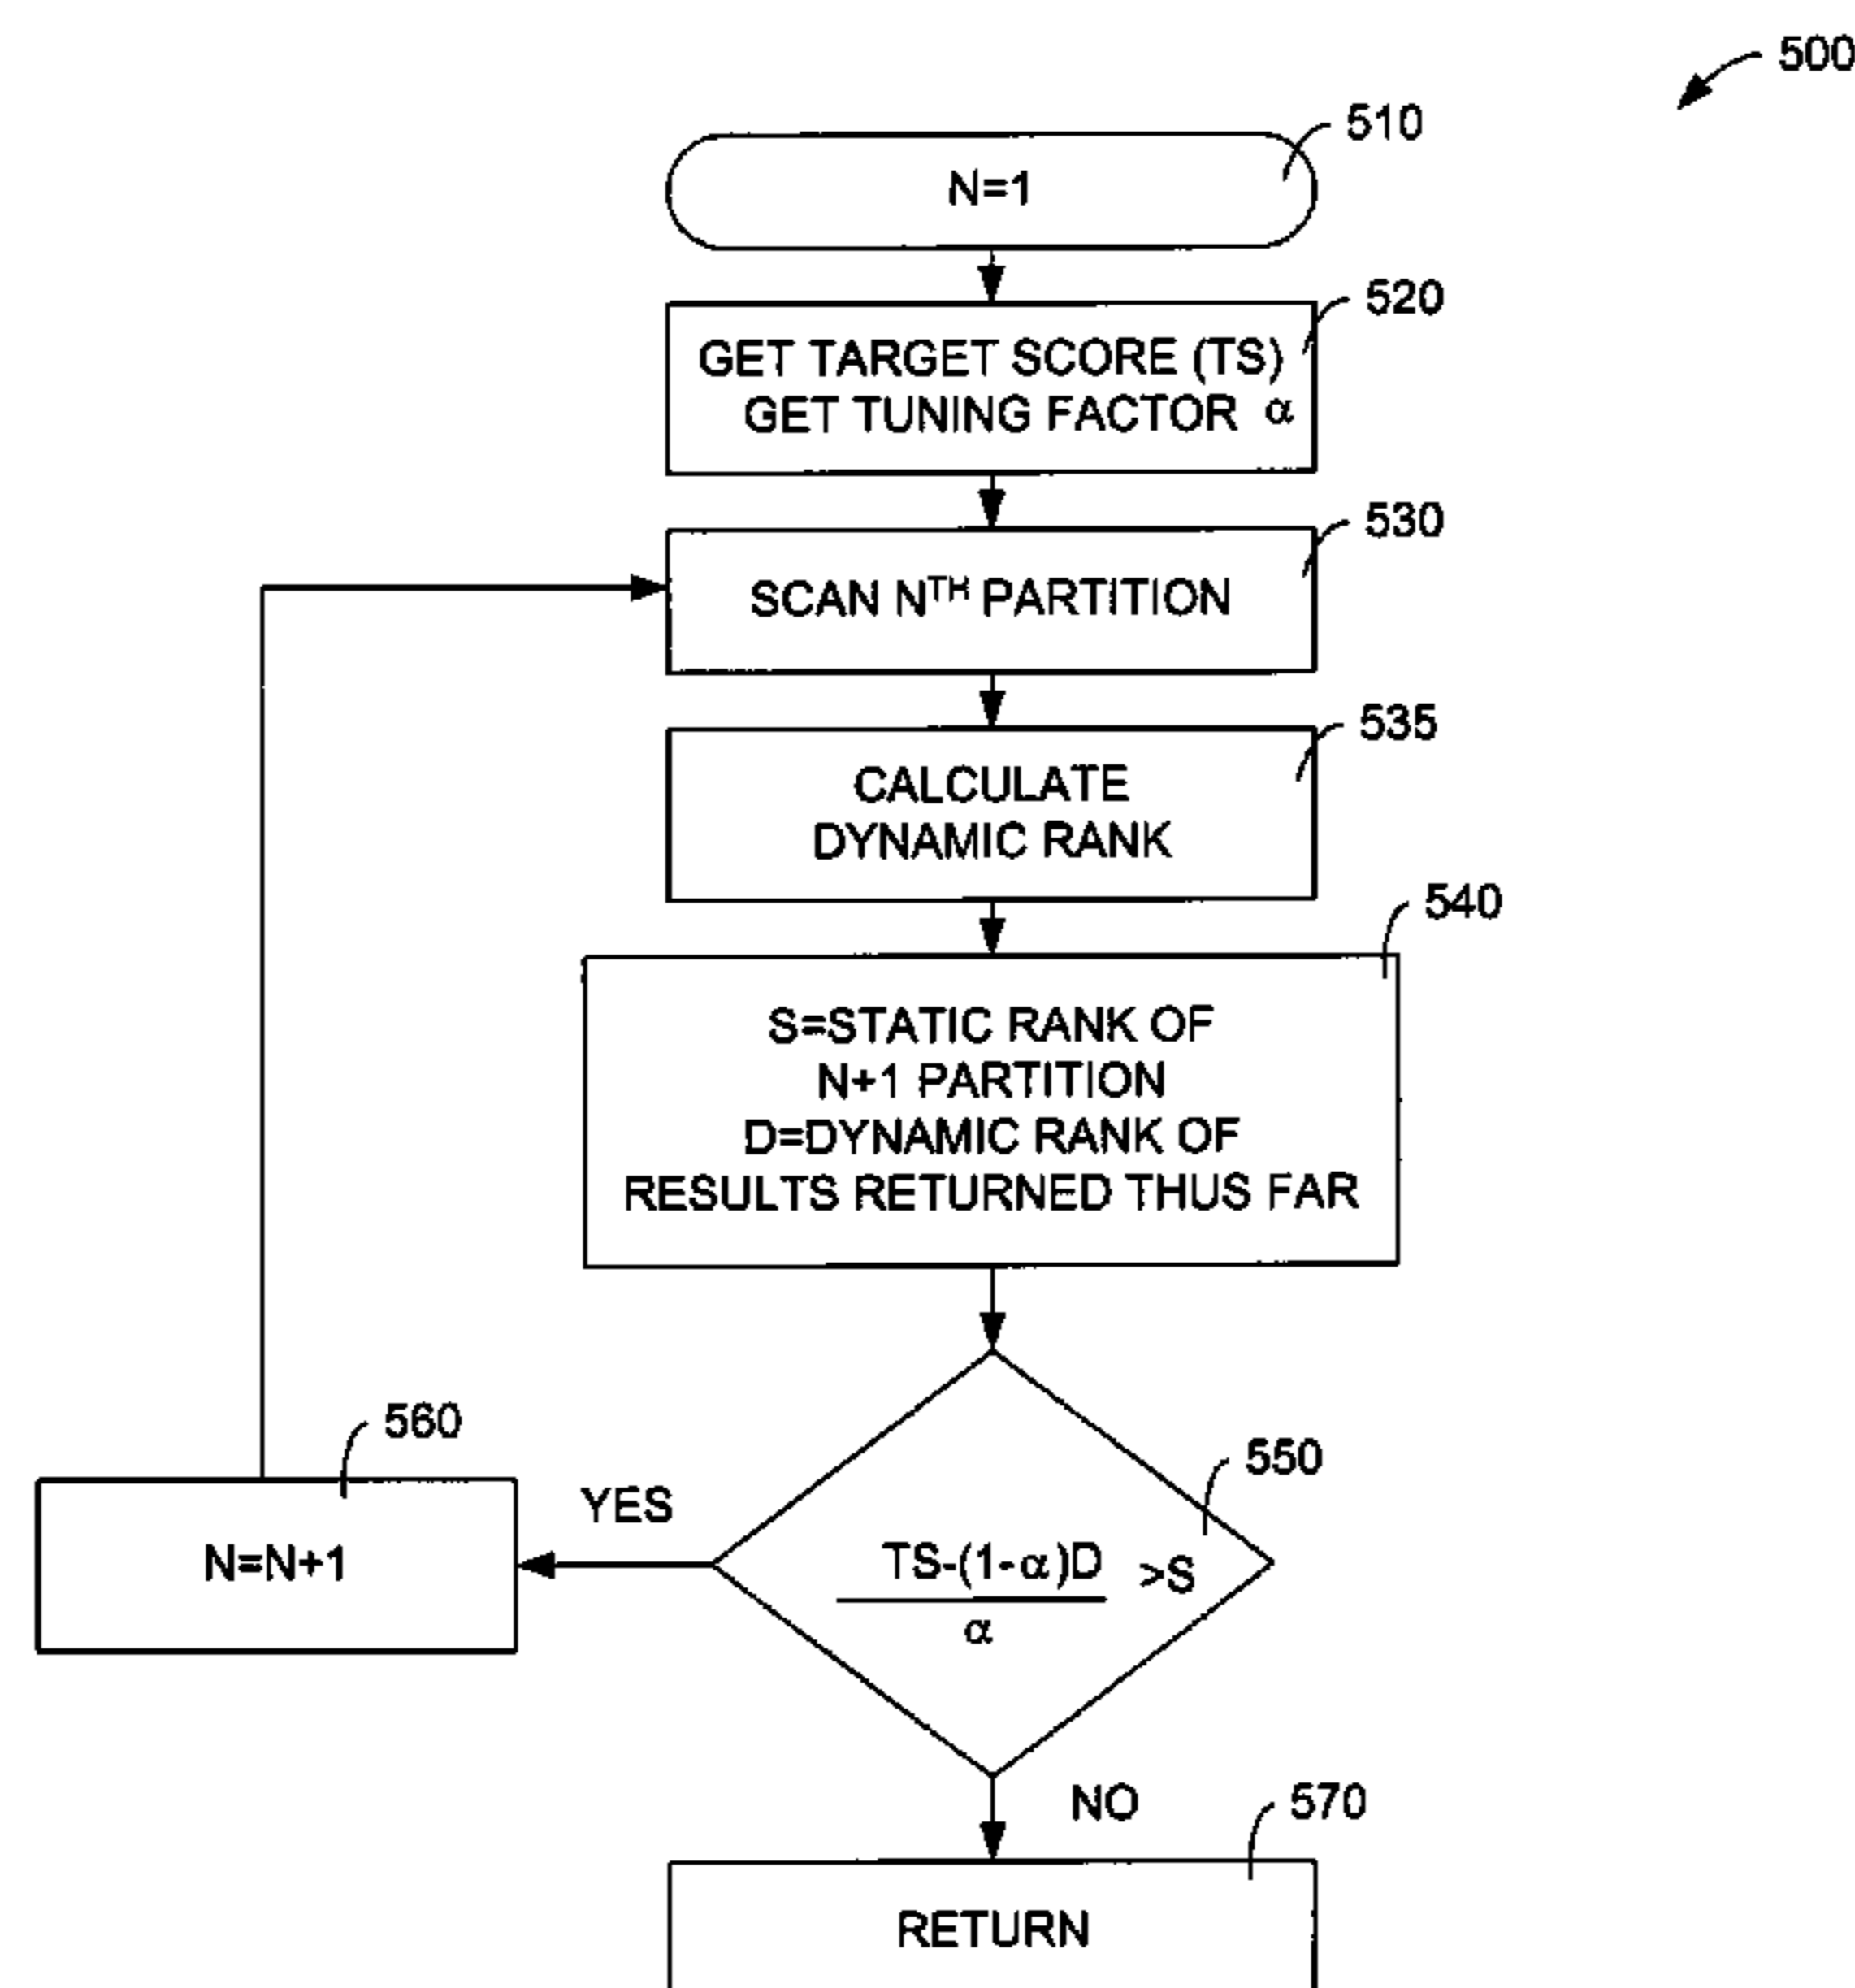 500
510
N=1
520
GET TARGET SCORE (TS)
GET TUNING FACTOR α
530
SCAN Nᵀᴴ PARTITION
535
CALCULATE
DYNAMIC RANK
540
S=STATIC RANK OF
N+1 PARTITION
D=DYNAMIC RANK OF
RESULTS RETURNED THUS FAR
560
550
YES
N=N+1
TS-(1-α)D
>S
α
NO
570
RETURN